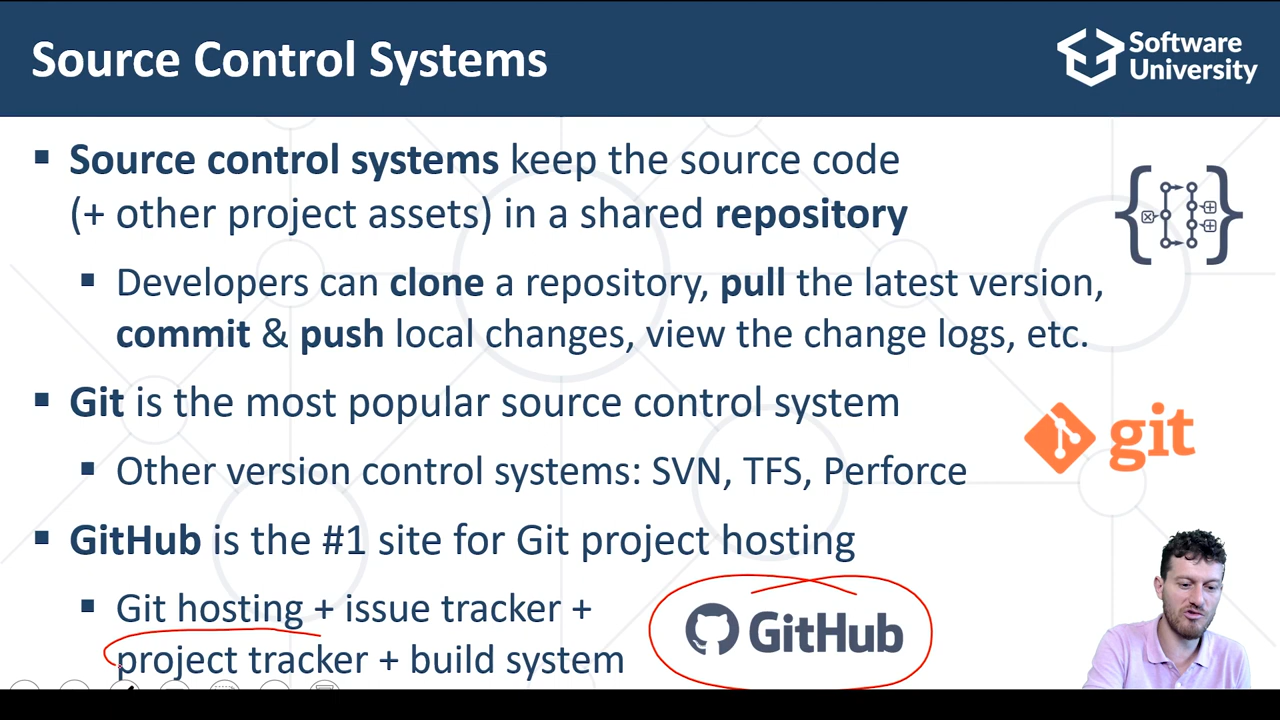 Source Control Systems
Software
University
▪ Source control systems keep the source code
(+ other project assets) in a shared repository
▪ Developers can clone a repository, pull the latest version,
commit & push local changes, view the change logs, etc.
▪ Git is the most popular source control system
git
▪ Other version control systems: SVN, TFS, Perforce
▪ GitHub is the #1 site for Git project hosting
▪ Git hosting + issue tracker +
project tracker + build system
GitHub